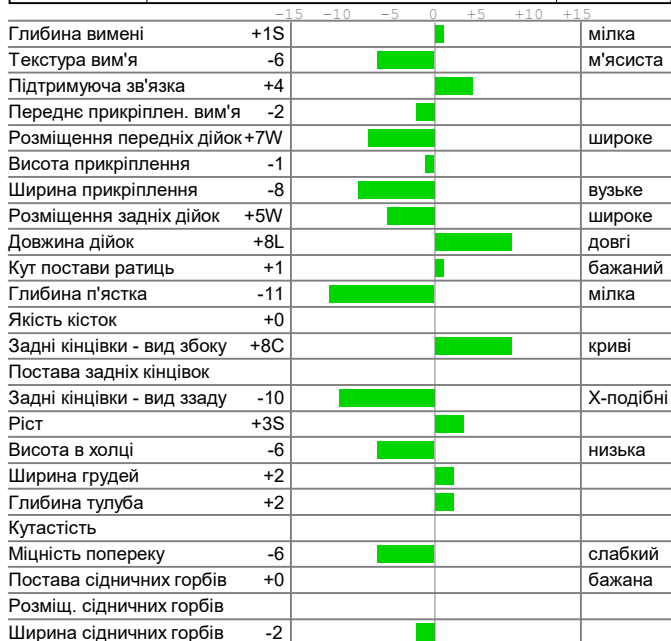 -15 -10 -5 0 +5 +10 +15
Глибина вимені +1S мілка
Текстура вим'я -6 м'ясиста
Підтримуюча зв'язка +4
Переднє прикріплен. вим'я -2
Розміщення передніх дійок +7W широке
Висота прикріплення -1
Ширина прикріплення -8 вузьке
Розміщення задніх дійок +5W широке
Довжина дійок +8L довгі
Кут постави ратиць +1 бажаний
Глибина п'ястка -11 мілка
Якість кісток +0
Задні кінцівки - вид збоку +8C криві
Постава задніх кінцівок
Задні кінцівки - вид ззаду -10 Х-подібні
Ріст +3S
Висота в холці -6 низька
Ширина грудей +2
Глибина тулуба +2
Кутастість
Міцність попереку -6 слабкий
Постава сідничних горбів +0 бажана
Розміщ. сідничних горбів
Ширина сідничних горбів -2